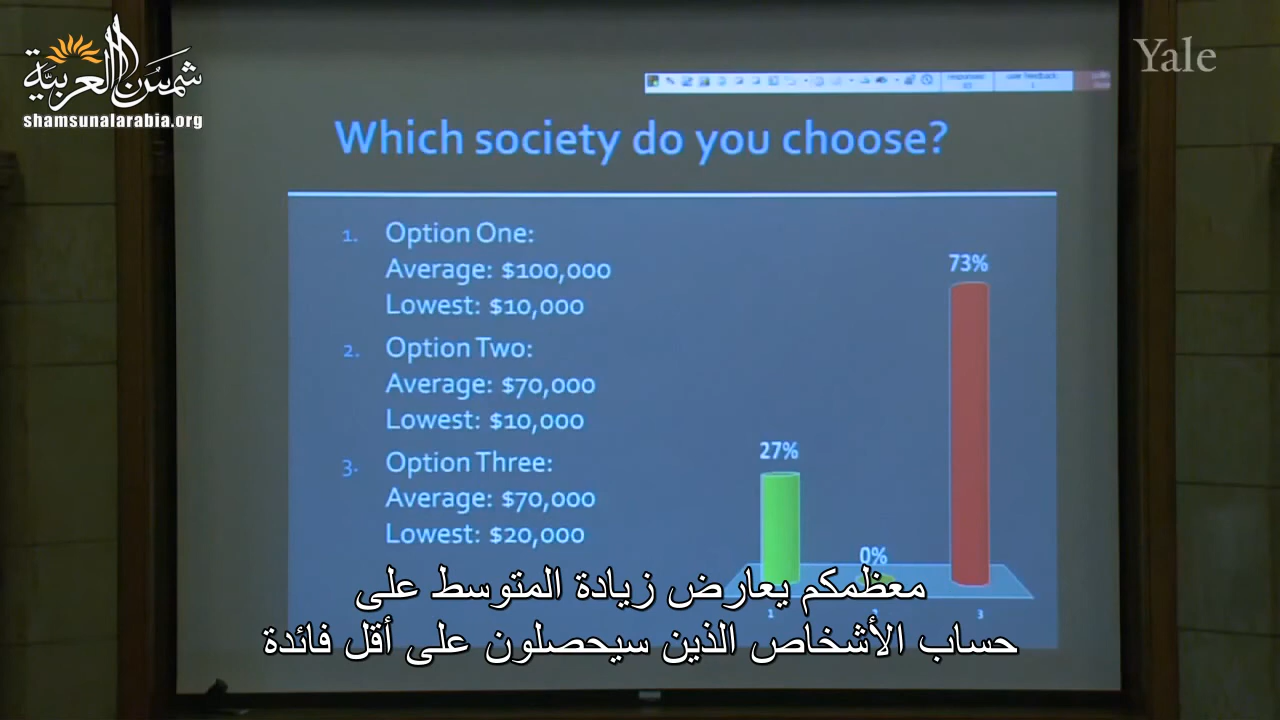 شمس العربية
shamsunalarabia.org
Yale
Which society do you choose?
1. Option One:
Average: $100,000
Lowest: $10,000
2. Option Two:
Average: $70,000
Lowest: $10,000
3. Option Three:
Average: $70,000
Lowest: $20,000
27%
0%
73%
1
3
معظمكم يعارض زيادة المتوسط على
حساب الأشخاص الذين سيحصلون على أقل فائدة